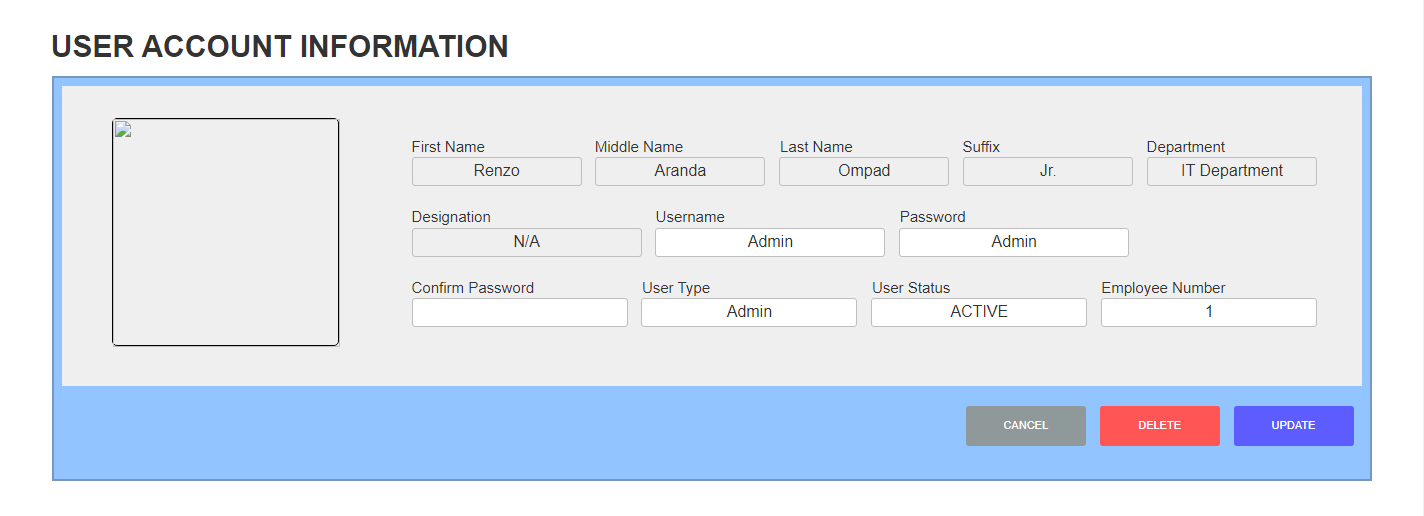 USER ACCOUNT INFORMATION
First Name Middle Name Last Name Suffix Department
Renzo Aranda Ompad Jr. IT Department
Designation Username Password
N/A Admin Admin
Confirm Password User Type User Status Employee Number
Admin ACTIVE 1
CANCEL DELETE UPDATE